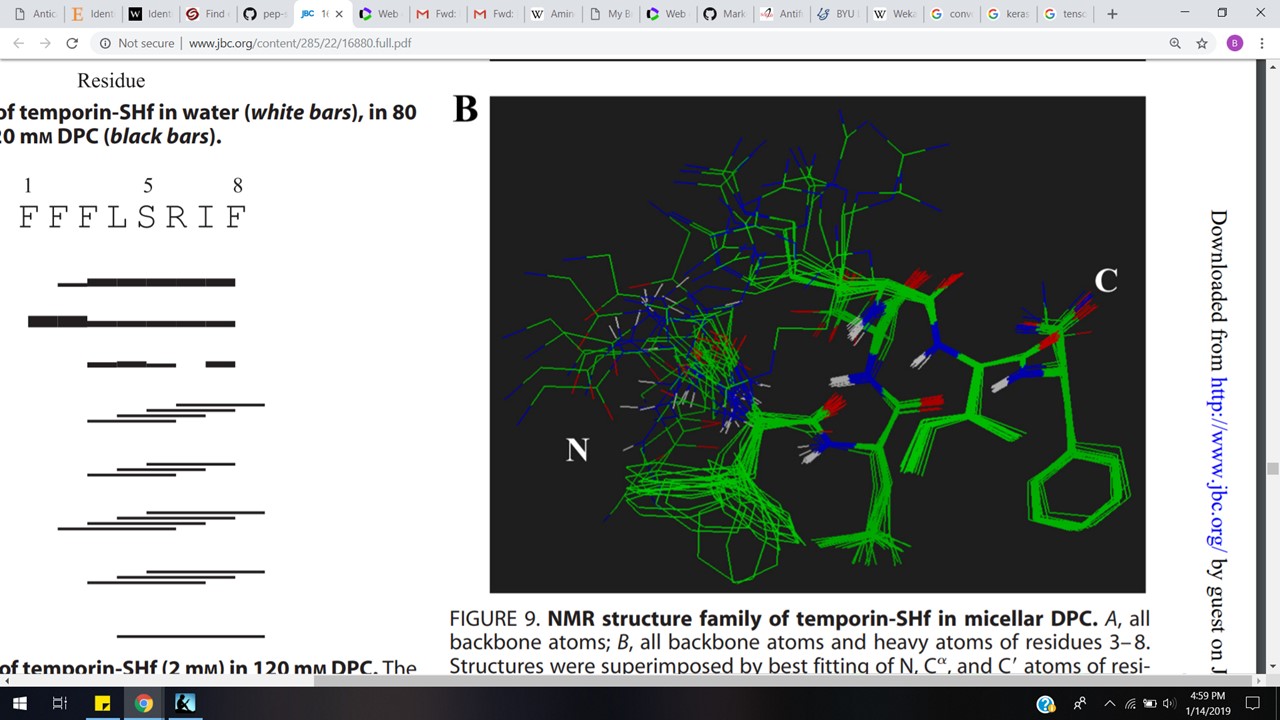 Antic
Ident
Ident
Find
pep-s
JBC 1
Web
Fwd:
Fwd:
Amin
My B
Web
Mark
Antif
BYU
Weka
conv
keras
tenso
Not secure | www.jbc.org/content/285/22/16880.full.pdf
B
Residue
of temporin-SHf in water (white bars), in 80
20 mM DPC (black bars).
1 5 8
F F F L S R I F
of temporin-SHf (2 mM) in 120 mM DPC. The
B
N
C
FIGURE 9. NMR structure family of temporin-SHf in micellar DPC. A, all
backbone atoms; B, all backbone atoms and heavy atoms of residues 3–8.
Structures were superimposed by best fitting of N, Cα, and C′ atoms of resi-
Downloaded from http://www.jbc.org/ by guest on J
4:59 PM
1/14/2019